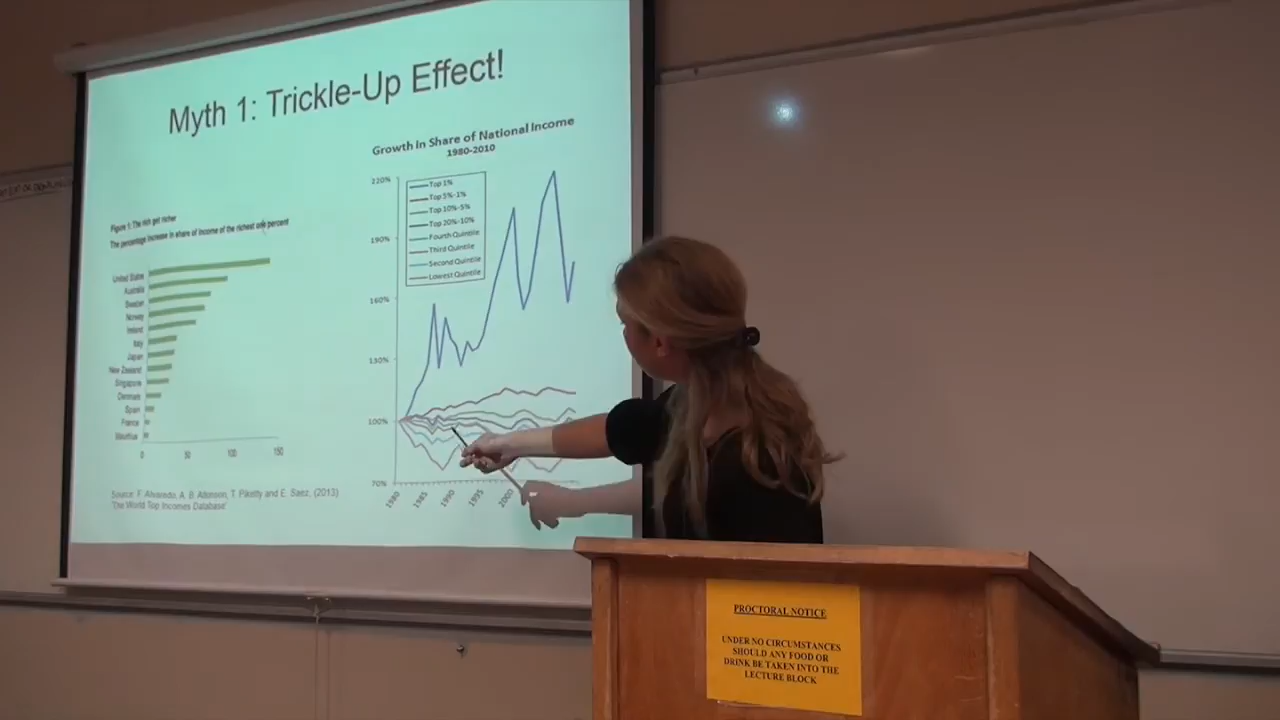 Myth 1: Trickle-Up Effect!
Figure 1: The rich get richer
The percentage increase in share of income of the richest one percent
United States
Australia
Sweden
Norway
Ireland
Italy
Japan
New Zealand
Singapore
Denmark
Spain
France
Mauritius
0
50
100
150
Source: F. Alvaredo, A. B. Atkinson, T. Piketty and E. Saez, (2013)
'The World Top Incomes Database'
Growth in Share of National Income
1980-2010
220%
190%
160%
130%
100%
70%
Top 1%
Top 5%-1%
Top 10%-5%
Top 20%-10%
Fourth Quintile
Third Quintile
Second Quintile
Lowest Quintile
1980
1985
1990
1995
2000
PROCTORAL NOTICE
UNDER NO CIRCUMSTANCES
SHOULD ANY FOOD OR
DRINK BE TAKEN INTO THE
LECTURE BLOCK